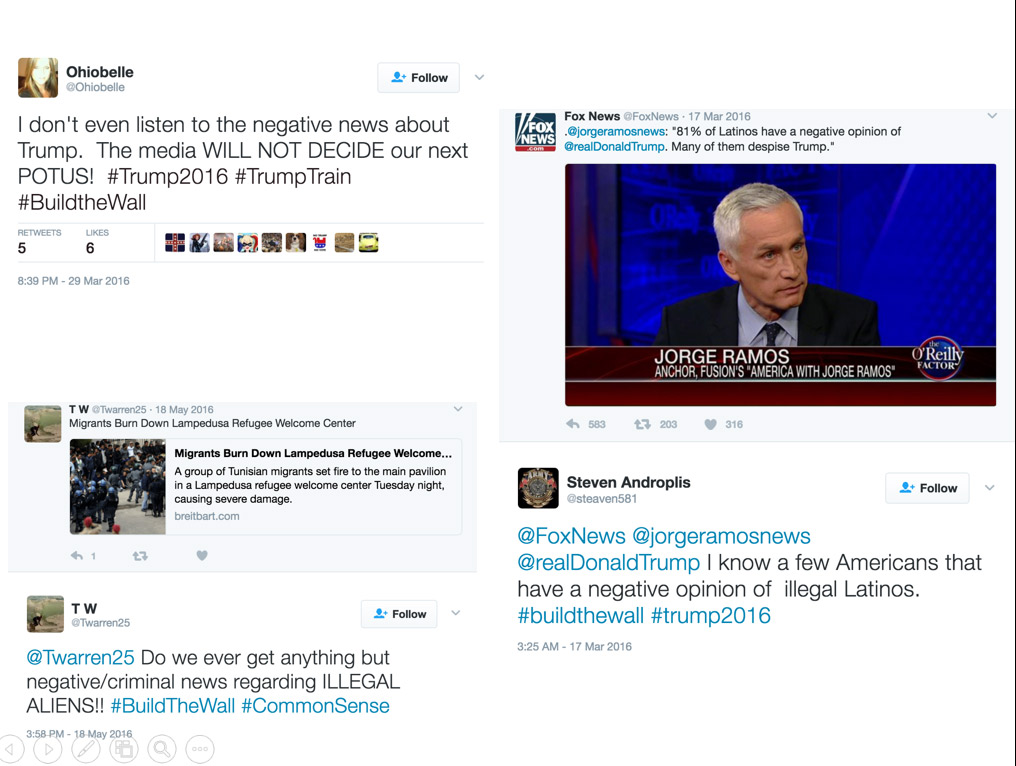 Ohiobelle
@Ohiobelle
Follow
I don't even listen to the negative news about
Trump. The media WILL NOT DECIDE our next
POTUS! #Trump2016 #TrumpTrain
#BuildtheWall
RETWEETS
5
LIKES
6
8:39 PM - 29 Mar 2016
T W @Twarren25 · 18 May 2016
Migrants Burn Down Lampedusa Refugee Welcome Center
Migrants Burn Down Lampedusa Refugee Welcome...
A group of Tunisian migrants set fire to the main pavilion
in a Lampedusa refugee welcome center Tuesday night,
causing severe damage.
breitbart.com
1
T W
@Twarren25
Follow
@Twarren25 Do we ever get anything but
negative/criminal news regarding ILLEGAL
ALIENS!! #BuildTheWall #CommonSense
3:58 PM - 18 May 2016
FOX
NEWS
.com
Fox News @FoxNews · 17 Mar 2016
.@jorgeramosnews: "81% of Latinos have a negative opinion of
@realDonaldTrump. Many of them despise Trump."
JORGE RAMOS
ANCHOR, FUSION'S "AMERICA WITH JORGE RAMOS"
the
O'Reilly
FACTOR
583 203 316
Steven Androplis
@steaven581
Follow
@FoxNews @jorgeramosnews
@realDonaldTrump I know a few Americans that
have a negative opinion of illegal Latinos.
#buildthewall #trump2016
3:25 AM - 17 Mar 2016